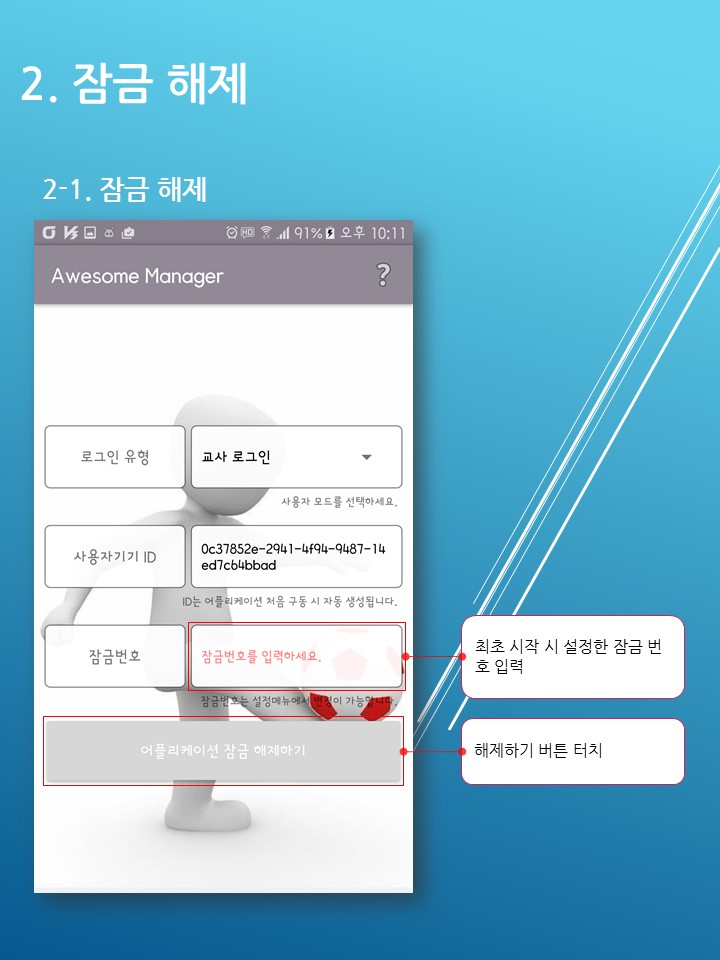 2. 잠금 해제
2-1. 잠금 해제
HD 91% 오후 10:11
Awesome Manager ?
로그인 유형
교사 로그인
사용자 모드를 선택하세요.
사용자기기 ID
0c37852e-2941-4f94-9487-14
ed7c64bbad
ID는 어플리케이션 처음 구동 시 자동 생성됩니다.
잠금번호
잠금번호를 입력하세요.
최초 시작 시 설정한 잠금 번
호 입력
잠금번호는 설정메뉴에서 변경이 가능합니다.
어플리케이션 잠금 해제하기
해제하기 버튼 터치